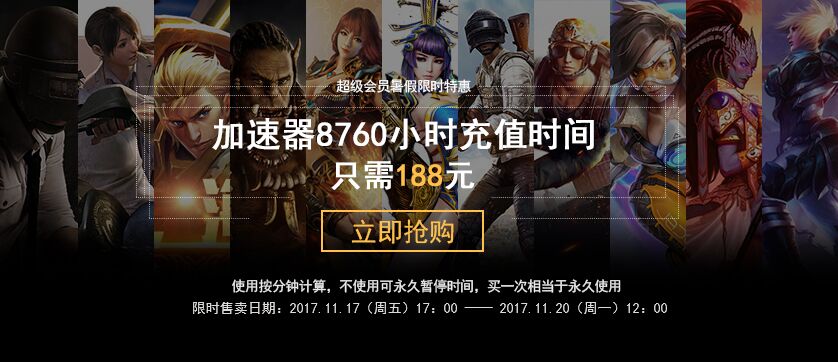 超级会员暑假限时特惠
加速器8760小时充值时间
只需188元
立即抢购
使用按分钟计算，不使用可永久暂停时间，买一次相当于永久使用
限时售卖日期：2017.11.17（周五）17：00 —— 2017.11.20（周一）12：00